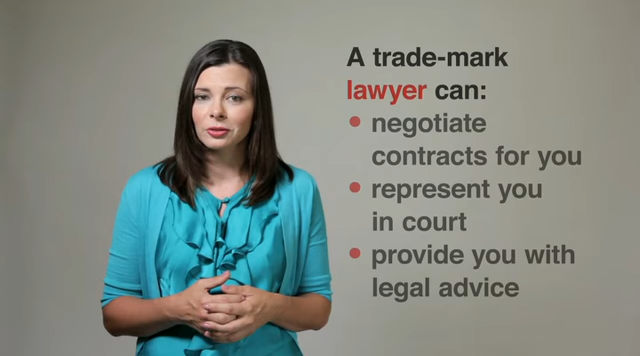 A trade-mark
lawyer can:
• negotiate
contracts for you
• represent you
in court
• provide you with
legal advice